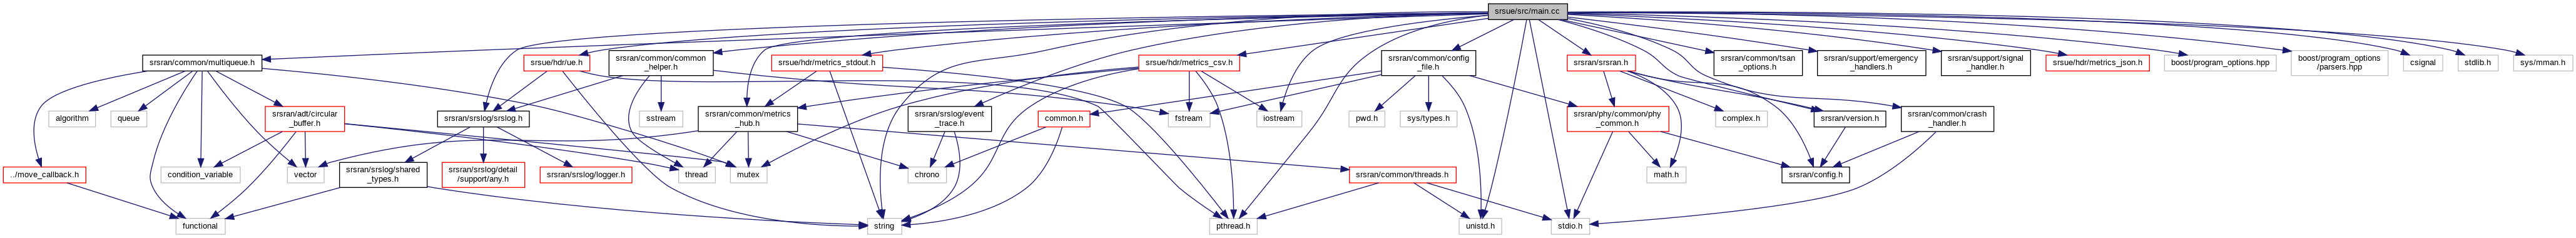 srsue/src/main.cc
srsran/common/multiqueue.h
srsue/hdr/ue.h
srsran/common/common
_helper.h
srsue/hdr/metrics_stdout.h
srsue/hdr/metrics_csv.h
srsran/common/config
_file.h
srsran/srsran.h
srsran/common/tsan
_options.h
srsran/support/emergency
_handlers.h
srsran/support/signal
_handler.h
srsue/hdr/metrics_json.h
boost/program_options.hpp
boost/program_options
/parsers.hpp
csignal
stdlib.h
sys/mman.h
algorithm
queue
srsran/adt/circular
_buffer.h
srsran/srslog/srslog.h
sstream
srsran/common/metrics
_hub.h
srsran/srslog/event
_trace.h
common.h
fstream
iostream
pwd.h
sys/types.h
srsran/phy/common/phy
_common.h
complex.h
srsran/version.h
srsran/common/crash
_handler.h
../move_callback.h
condition_variable
vector
srsran/srslog/shared
_types.h
srsran/srslog/detail
/support/any.h
srsran/srslog/logger.h
thread
mutex
chrono
srsran/common/threads.h
math.h
srsran/config.h
functional
string
pthread.h
unistd.h
stdio.h